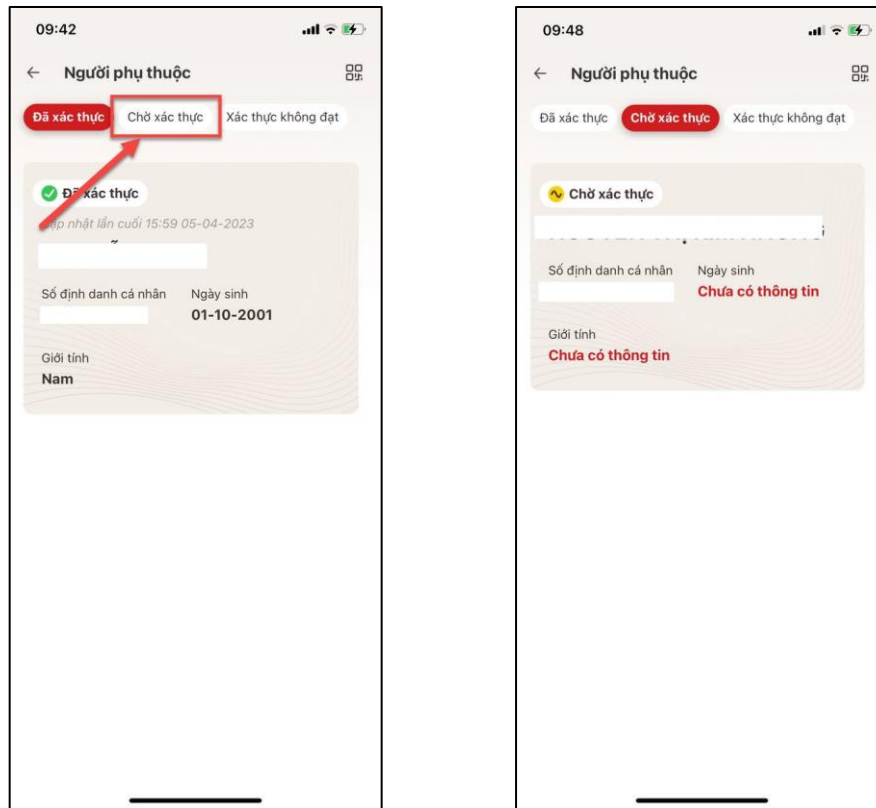 09:42
Người phụ thuộc
Đã xác thực Chờ xác thực Xác thực không đạt
Đã xác thực
nhật lần cuối 15:59 05-04-2023
Số định danh cá nhân Ngày sinh
01-10-2001
Giới tính
Nam
09:48
Người phụ thuộc
Đã xác thực Chờ xác thực Xác thực không đạt
Chờ xác thực
Số định danh cá nhân Ngày sinh
Chưa có thông tin
Giới tính
Chưa có thông tin